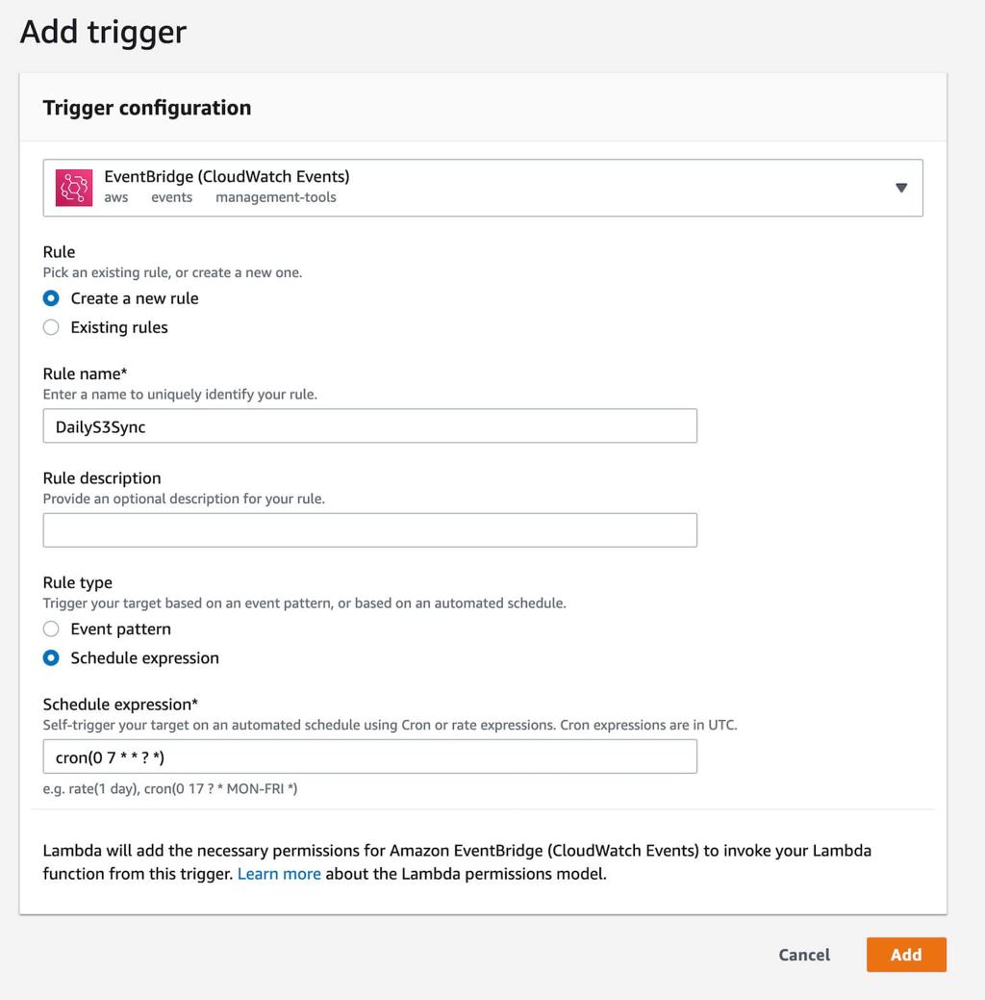 Add trigger
Trigger configuration
EventBridge (CloudWatch Events)
aws events management-tools
Rule
Pick an existing rule, or create a new one.
Create a new rule
Existing rules
Rule name*
Enter a name to uniquely identify your rule.
DailyS3Sync
Rule description
Provide an optional description for your rule.
Rule type
Trigger your target based on an event pattern, or based on an automated schedule.
Event pattern
Schedule expression
Schedule expression*
Self-trigger your target on an automated schedule using Cron or rate expressions. Cron expressions are in UTC.
cron(0 7 * * ? *)
e.g. rate(1 day), cron(0 17 ? * MON-FRI *)
Lambda will add the necessary permissions for Amazon EventBridge (CloudWatch Events) to invoke your Lambda
function from this trigger. Learn more about the Lambda permissions model.
Cancel Add